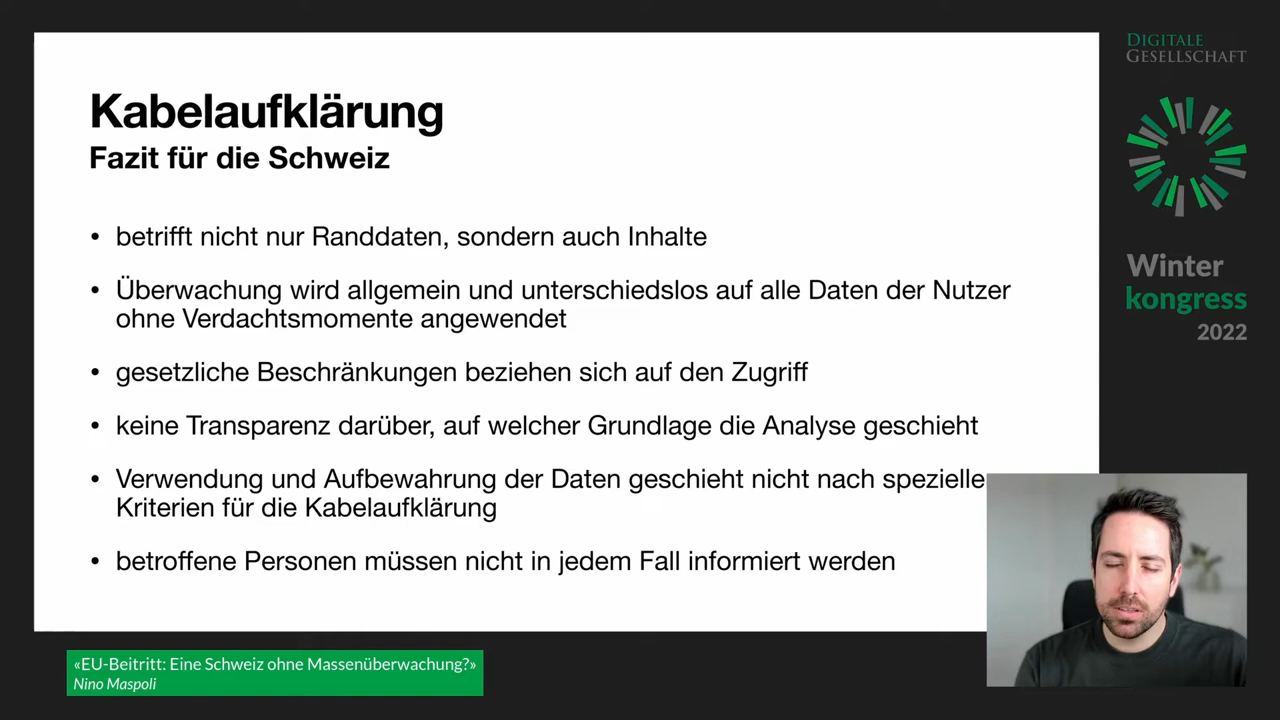 Kabelaufklärung
Fazit für die Schweiz
• betrifft nicht nur Randdaten, sondern auch Inhalte
• Überwachung wird allgemein und unterschiedslos auf alle Daten der Nutzer
ohne Verdachtsmomente angewendet
• gesetzliche Beschränkungen beziehen sich auf den Zugriff
• keine Transparenz darüber, auf welcher Grundlage die Analyse geschieht
• Verwendung und Aufbewahrung der Daten geschieht nicht nach spezielle
Kriterien für die Kabelaufklärung
• betroffene Personen müssen nicht in jedem Fall informiert werden
DIGITALE
GESELLSCHAFT
Winter
kongress
2022
«EU-Beitritt: Eine Schweiz ohne Massenüberwachung?»
Nino Maspoli